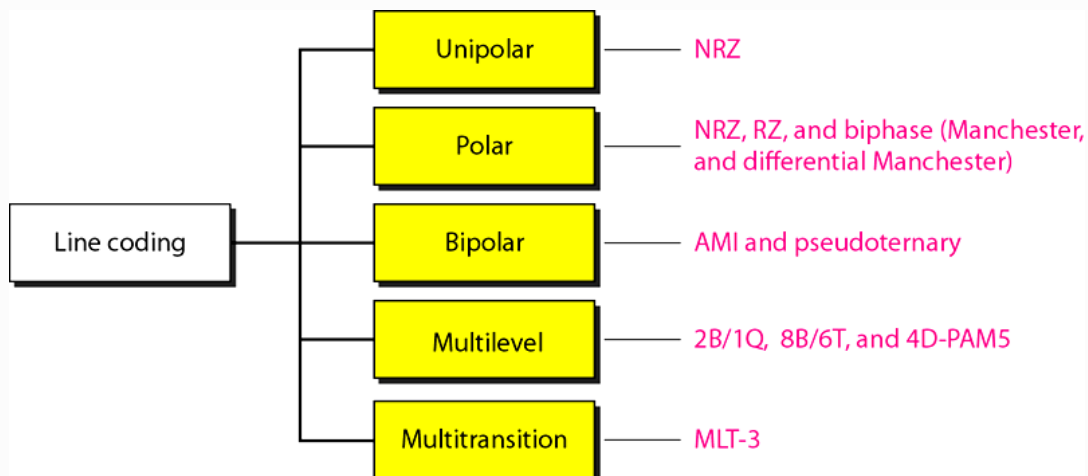 Unipolar
NRZ
Polar
NRZ, RZ, and biphase (Manchester,
and differential Manchester)
Line coding
Bipolar
AMI and pseudoternary
Multilevel
2B/1Q, 8B/6T, and 4D-PAM5
Multitransition
MLT-3